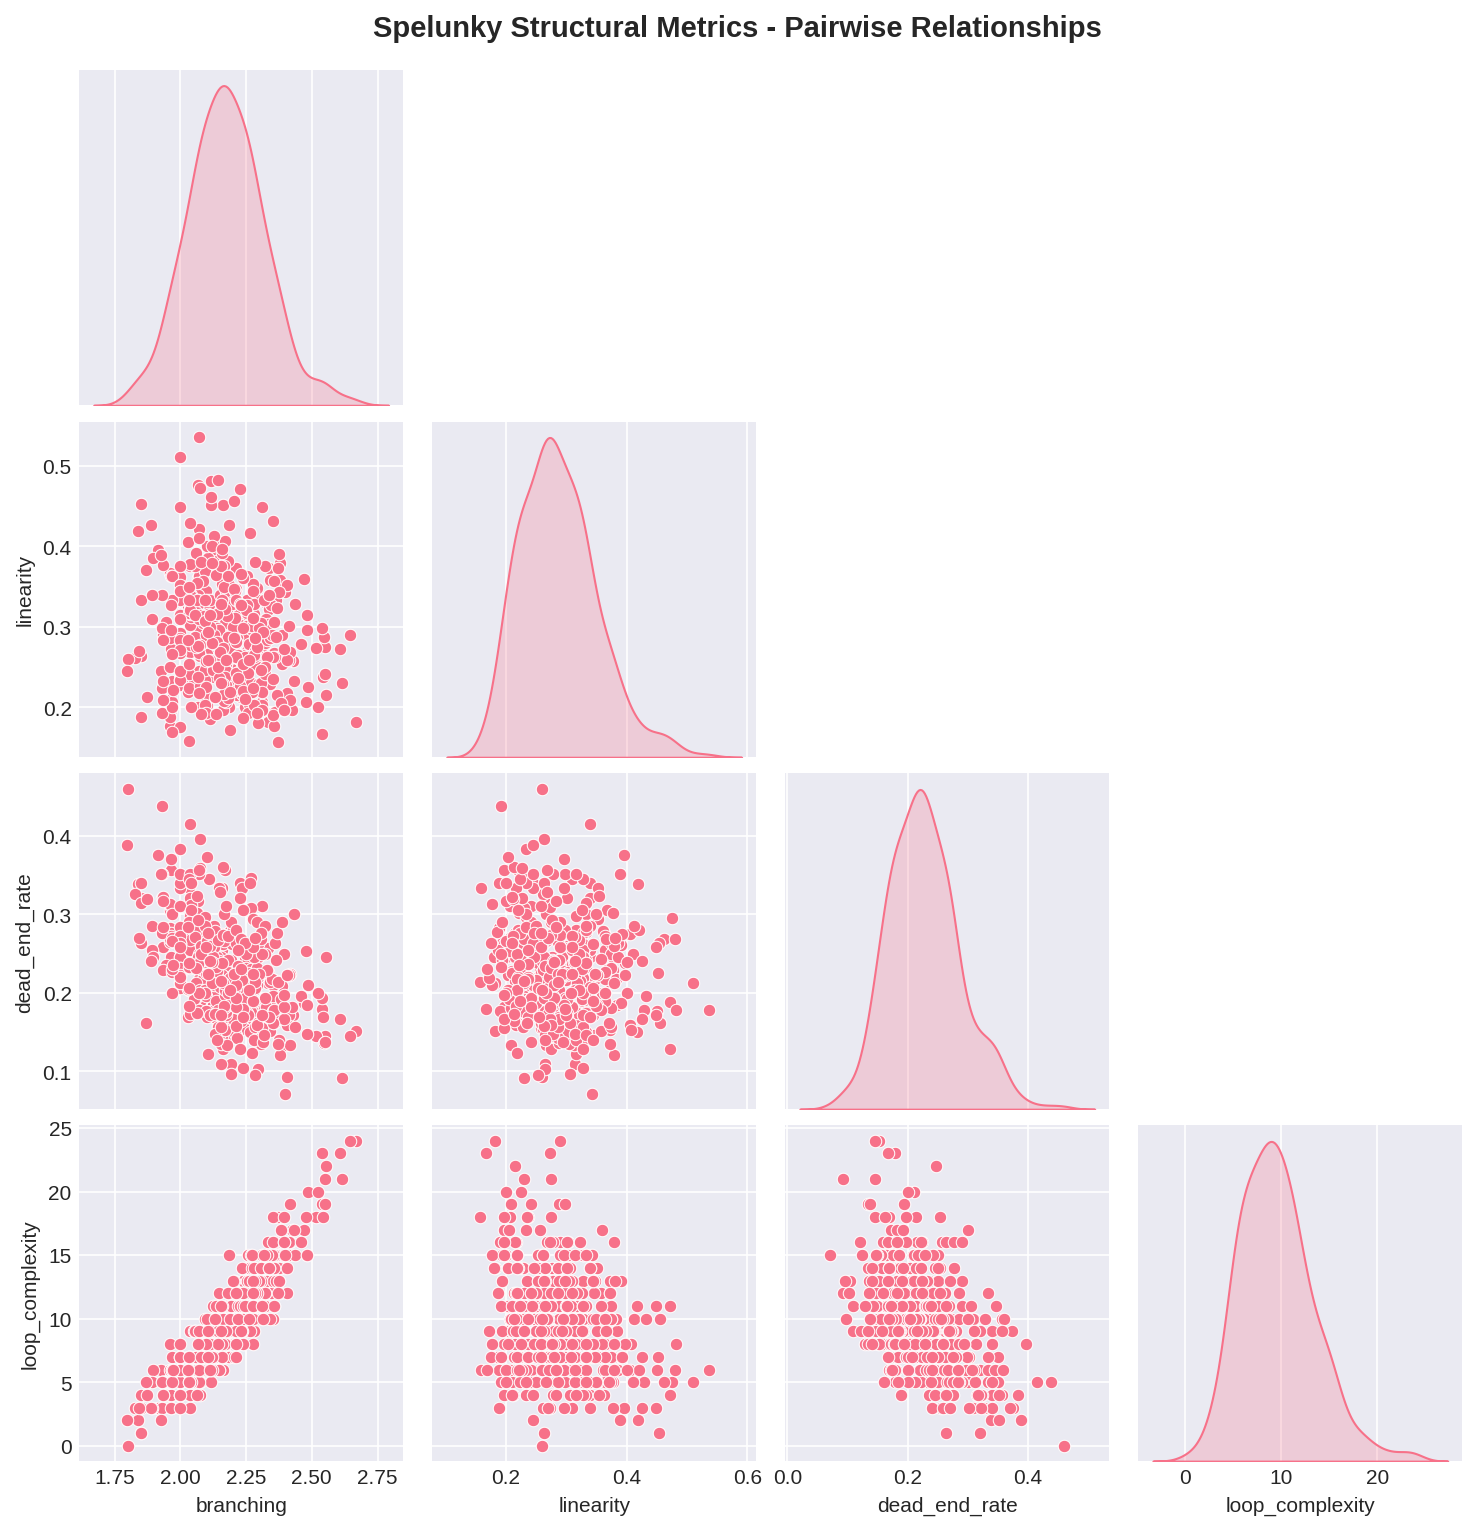 Spelunky Structural Metrics - Pairwise Relationships
linearity
0.5
0.4
0.3
0.2
dead_end_rate
0.4
0.3
0.2
0.1
loop_complexity
25
20
15
10
5
0
1.75 2.00 2.25 2.50 2.75
branching
0.2 0.4 0.6
linearity
0.0 0.2 0.4
dead_end_rate
0 10 20
loop_complexity